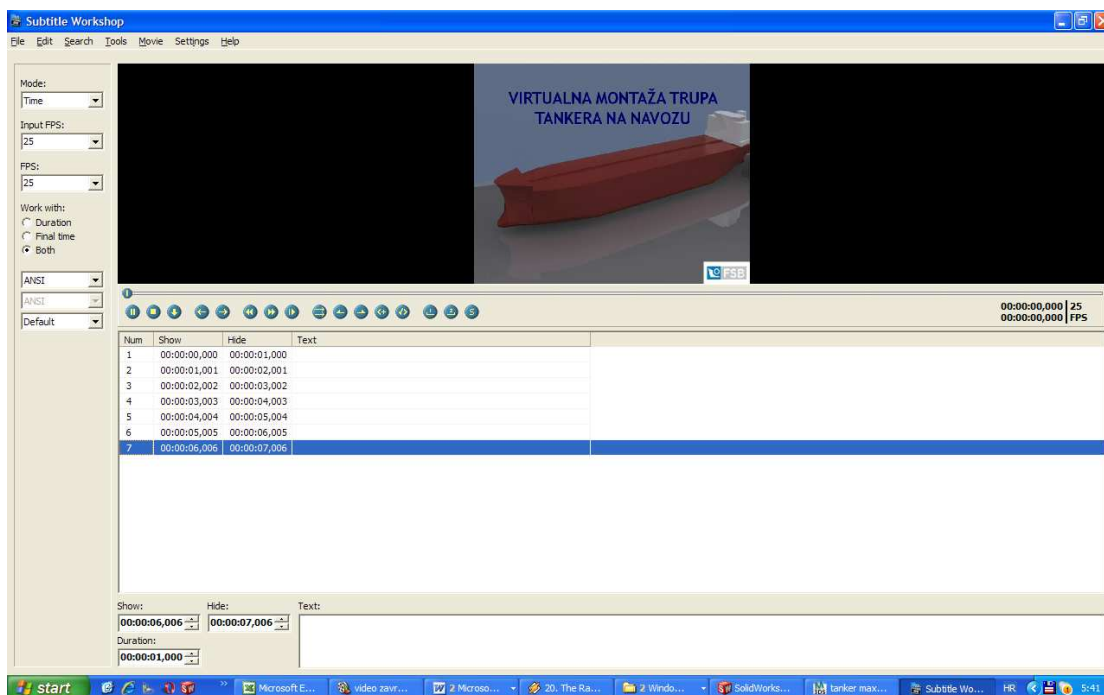 Subtitle Workshop
File Edit Search Tools Movie Settings Help
Mode:
Time
Input FPS:
25
FPS:
25
Work with:
Duration
Final time
Both
ANSI
ANSI
Default
VIRTUALNA MONTAŽA TRUPA
TANKERA NA NAVOZU
FSB
00:00:00,000 25
00:00:00,000 FPS
Num Show Hide Text
1 00:00:00,000 00:00:01,000
2 00:00:01,001 00:00:02,001
3 00:00:02,002 00:00:03,002
4 00:00:03,003 00:00:04,003
5 00:00:04,004 00:00:05,004
6 00:00:05,005 00:00:06,005
7 00:00:06,006 00:00:07,006
Show: Hide: Text:
00:00:06,006 00:00:07,006
Duration:
00:00:01,000
start Microsoft E... video zavr... 2 Microso... 20. The Ra... 2 Windo... SolidWorks... tanker max... Subtitle Wo... HR 5:41